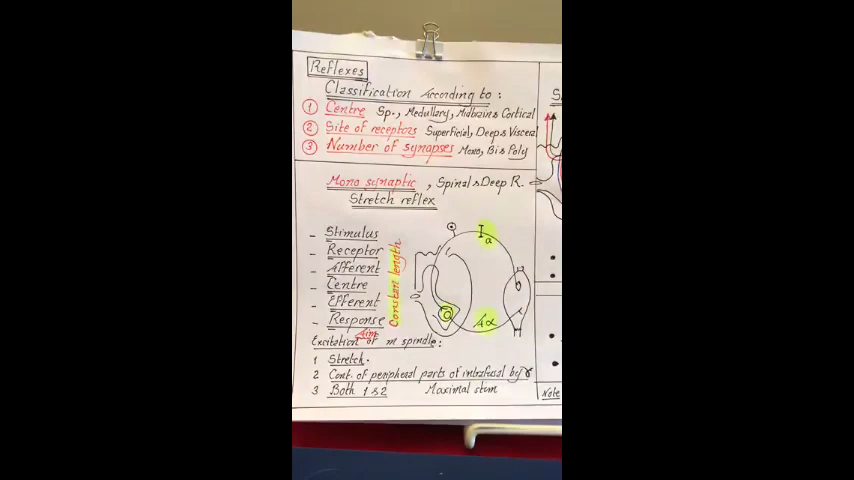 Reflexes
Classification According to :
① Centre Sp., Medullary, Midbrain & Cortical
② Site of receptors Superficial, Deep & Visceral
③ Number of synapses Mono, Bi & Poly
Mono synaptic , Spinal & Deep R.
Stretch reflex
- Stimulus
- Receptor
- Afferent
- Centre
- Efferent
- Response
Aim
Constant length
Ia
Aα
Excitation of m spindle :
1 Stretch.
2 Cont. of peripheral parts of intrafusal by γ
3 Both 1 & 2 Maximal stim
S
Note